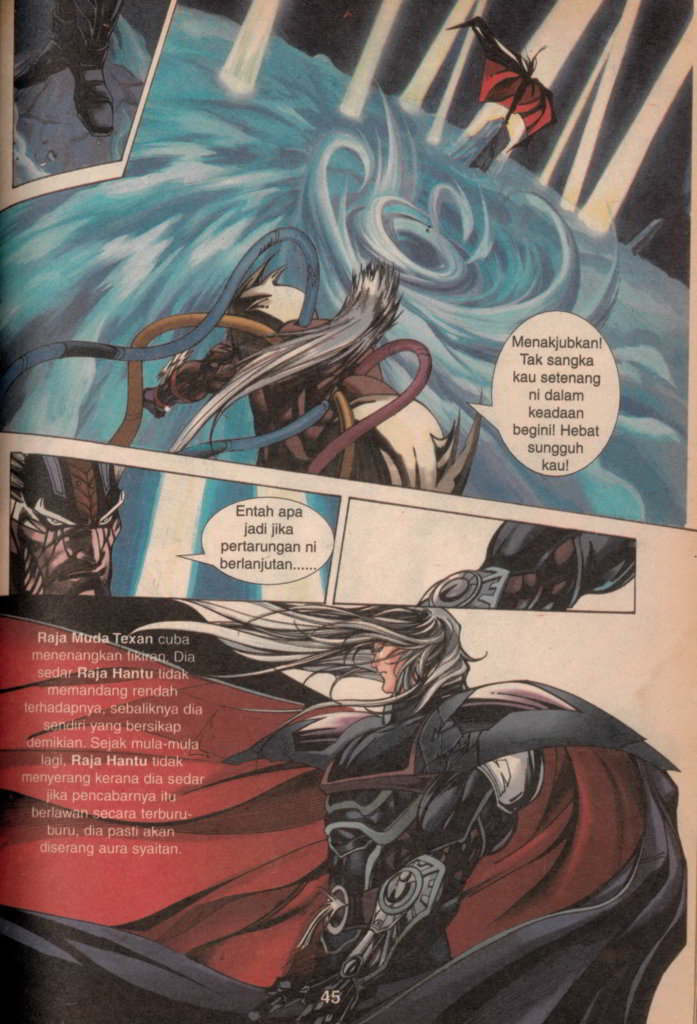 Menakjubkan!
Tak sangka
kau setenang
ni dalam
keadaan
begini! Hebat
sungguh
kau!
Entah apa
jadi jika
pertarungan ni
berlanjutan......
Raja Muda Texan cuba
menenangkan fikiran. Dia
sedar Raja Hantu tidak
memandang rendah
terhadapnya, sebaliknya dia
sendiri yang bersikap
demikian. Sejak mula-mula
lagi, Raja Hantu tidak
menyerang kerana dia sedar
jika pencabarnya itu
berlawan secara terburu-
buru, dia pasti akan
diserang aura syaitan.
45